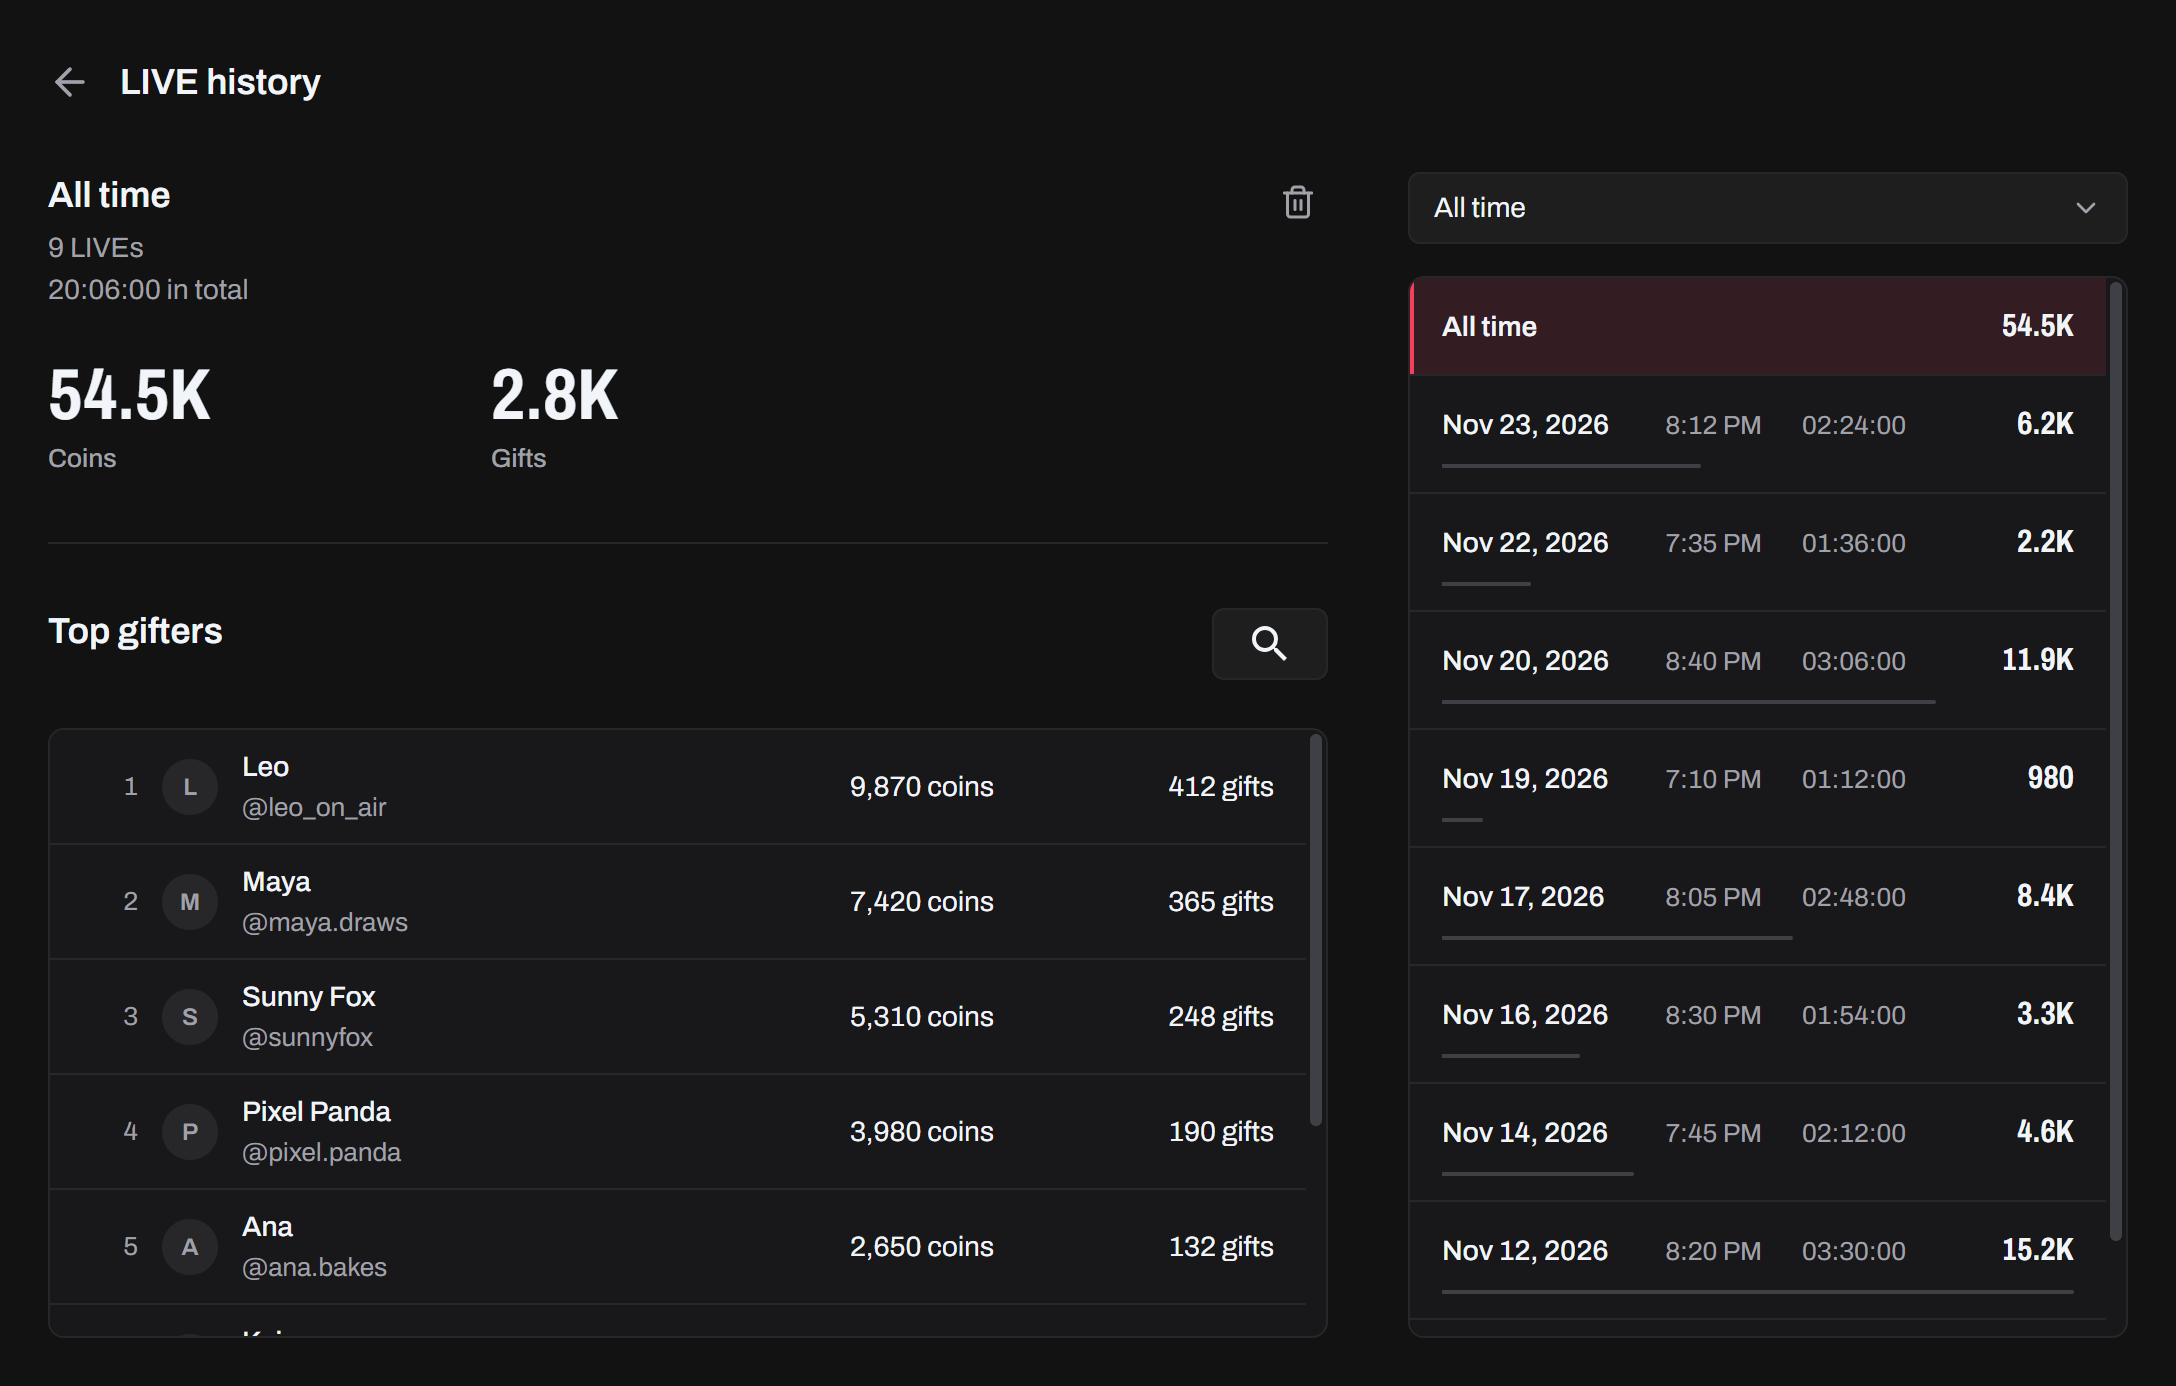 LIVE history
All time
9 LIVEs
20:06:00 in total
54.5K
Coins
2.8K
Gifts
Top gifters
1 L Leo 9,870 coins 412 gifts
@leo_on_air
2 M Maya 7,420 coins 365 gifts
@maya.draws
3 S Sunny Fox 5,310 coins 248 gifts
@sunnyfox
4 P Pixel Panda 3,980 coins 190 gifts
@pixel.panda
5 A Ana 2,650 coins 132 gifts
@ana.bakes
All time
All time 54.5K
Nov 23, 2026 8:12 PM 02:24:00 6.2K
Nov 22, 2026 7:35 PM 01:36:00 2.2K
Nov 20, 2026 8:40 PM 03:06:00 11.9K
Nov 19, 2026 7:10 PM 01:12:00 980
Nov 17, 2026 8:05 PM 02:48:00 8.4K
Nov 16, 2026 8:30 PM 01:54:00 3.3K
Nov 14, 2026 7:45 PM 02:12:00 4.6K
Nov 12, 2026 8:20 PM 03:30:00 15.2K